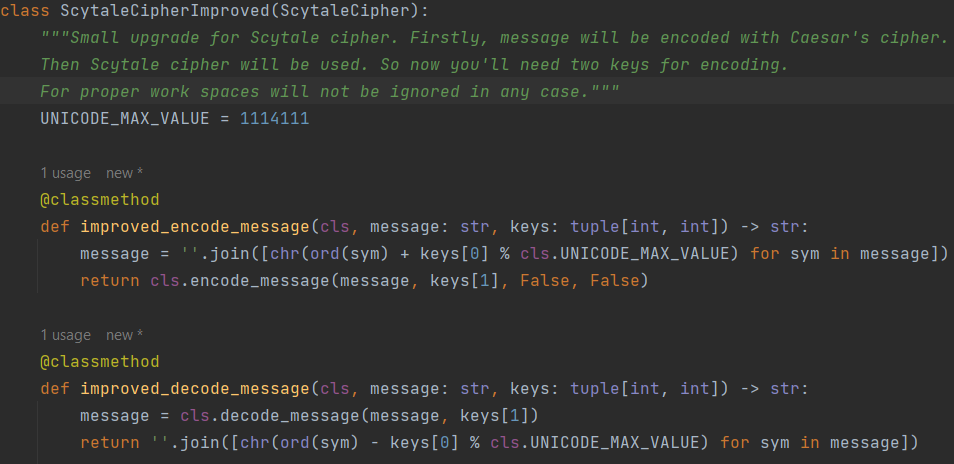 class ScytaleCipherImproved(ScytaleCipher):
    """Small upgrade for Scytale cipher. Firstly, message will be encoded with Caesar's cipher.
    Then Scytale cipher will be used. So now you'll need two keys for encoding.
    For proper work spaces will not be ignored in any case."""
    UNICODE_MAX_VALUE = 1114111
    1 usage   new *
    @classmethod
    def improved_encode_message(cls, message: str, keys: tuple[int, int]) -> str:
        message = ''.join([chr(ord(sym) + keys[0] % cls.UNICODE_MAX_VALUE) for sym in message])
        return cls.encode_message(message, keys[1], False, False)
    1 usage   new *
    @classmethod
    def improved_decode_message(cls, message: str, keys: tuple[int, int]) -> str:
        message = cls.decode_message(message, keys[1])
        return ''.join([chr(ord(sym) - keys[0] % cls.UNICODE_MAX_VALUE) for sym in message])